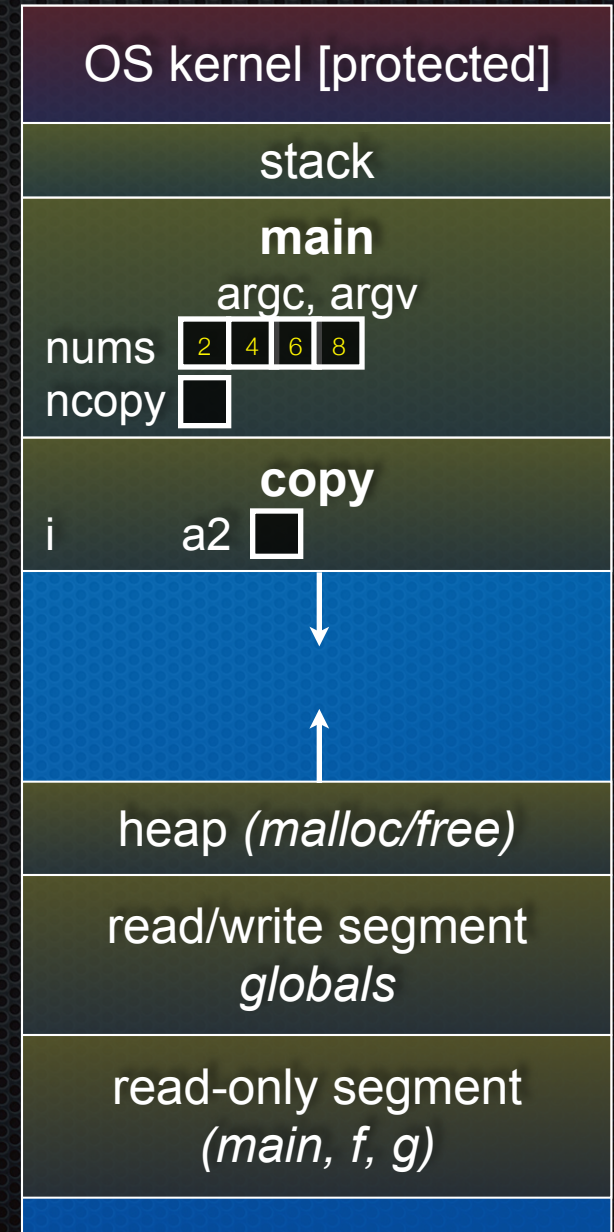 OS kernel [protected]
stack
main
argc, argv
nums 2 4 6 8
ncopy
copy
i a2
heap (malloc/free)
read/write segment
globals
read-only segment
(main, f, g)